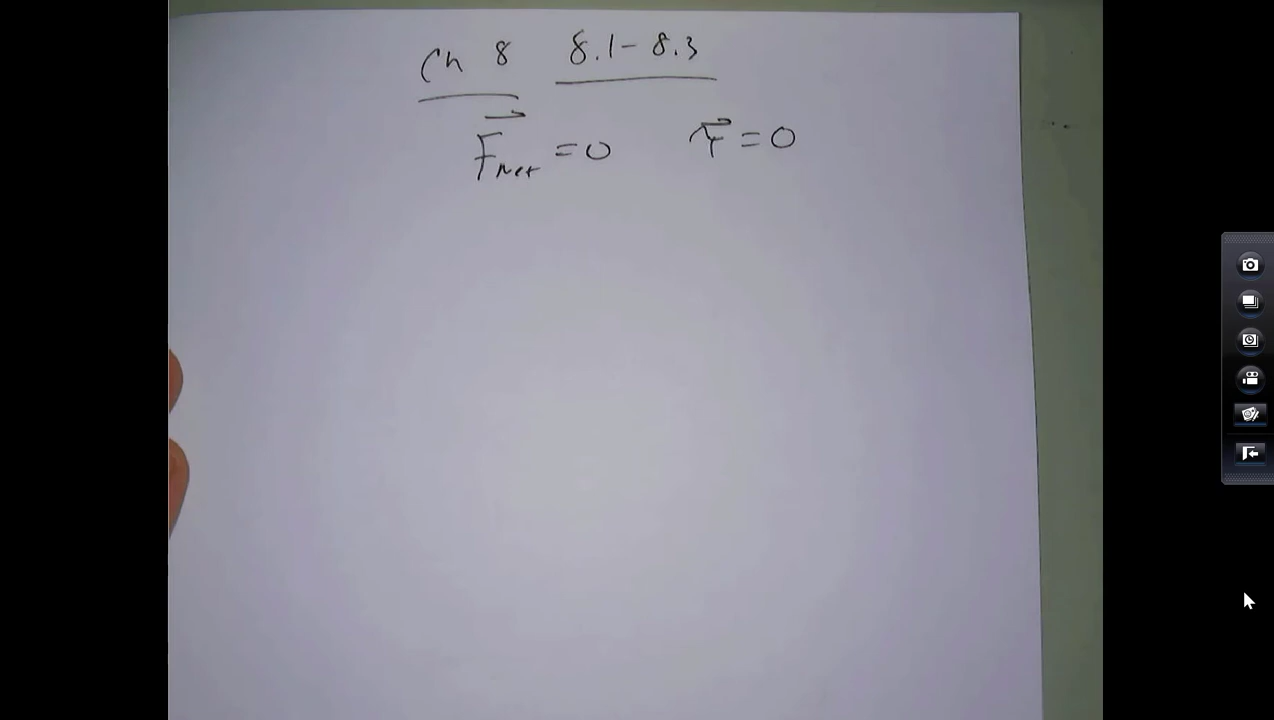 Ch 8 8.1 - 8.3
F⃗net = 0 τ⃗ = 0